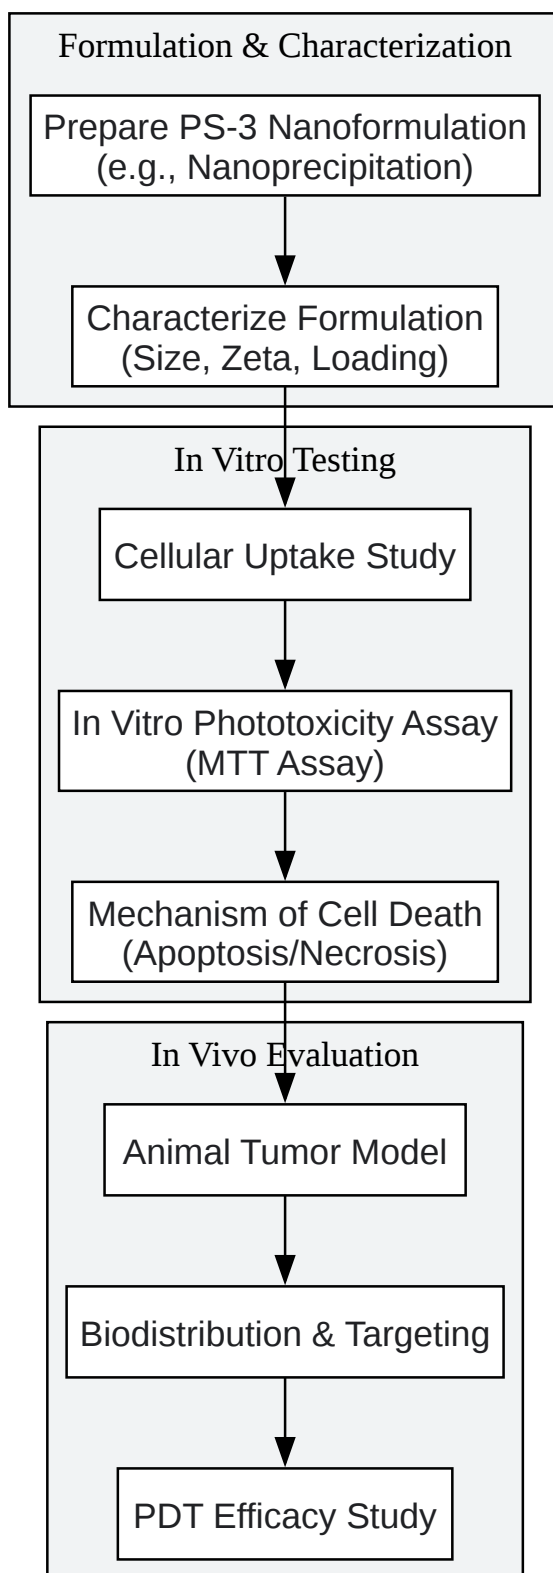 Formulation & Characterization
Prepare PS-3 Nanoformulation
(e.g., Nanoprecipitation)
Characterize Formulation
(Size, Zeta, Loading)
In Vitro Testing
Cellular Uptake Study
In Vitro Phototoxicity Assay
(MTT Assay)
Mechanism of Cell Death
(Apoptosis/Necrosis)
In Vivo Evaluation
Animal Tumor Model
Biodistribution & Targeting
PDT Efficacy Study